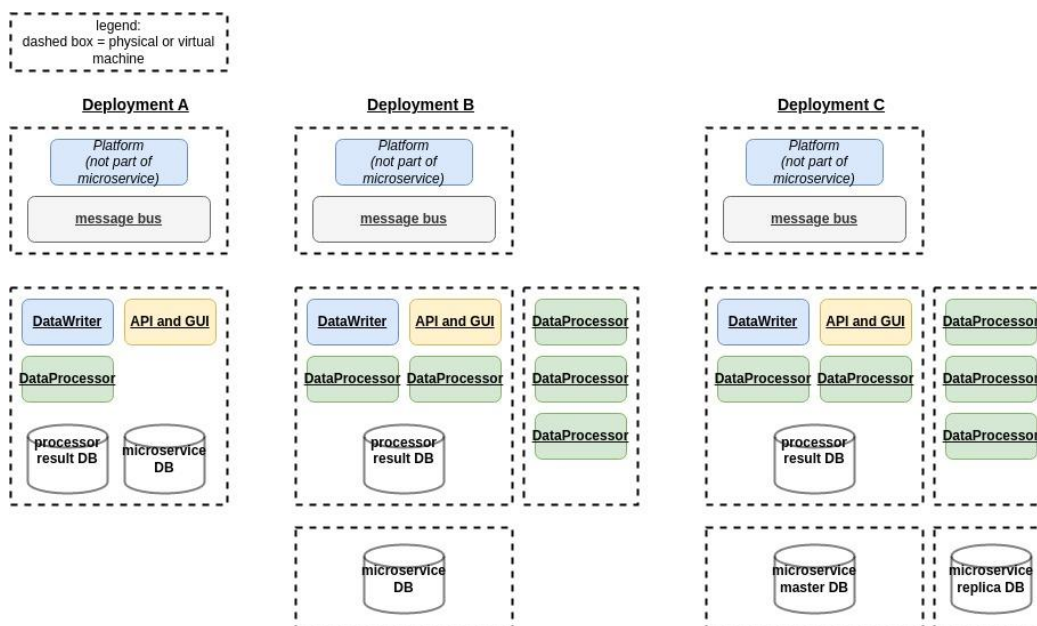 legend:
dashed box = physical or virtual
machine
Deployment A
Platform
(not part of
microservice)
message bus
DataWriter
API and GUI
DataProcessor
processor
result DB
microservice
DB
Deployment B
Platform
(not part of
microservice)
message bus
DataWriter
API and GUI
DataProcessor
DataProcessor
processor
result DB
DataProcessor
DataProcessor
DataProcessor
microservice
DB
Deployment C
Platform
(not part of
microservice)
message bus
DataWriter
API and GUI
DataProcessor
DataProcessor
processor
result DB
DataProcessor
DataProcessor
DataProcessor
microservice
master DB
microservice
replica DB